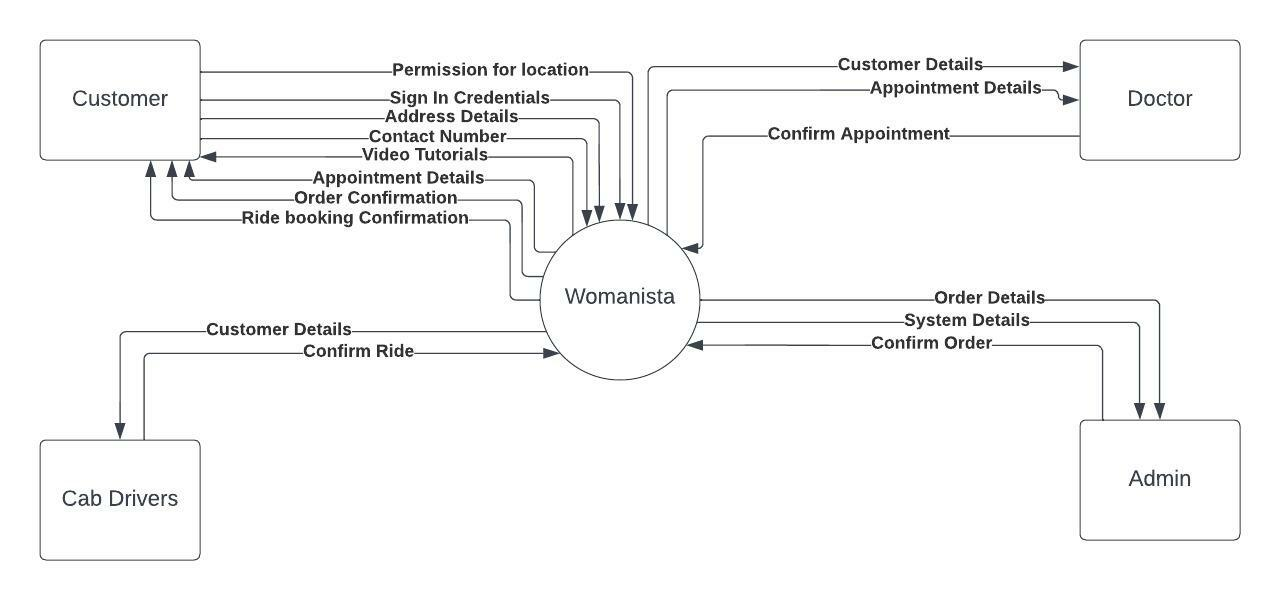 Customer
Permission for location
Sign In Credentials
Address Details
Contact Number
Video Tutorials
Appointment Details
Order Confirmation
Ride booking Confirmation
Customer Details
Appointment Details
Confirm Appointment
Doctor
Womanista
Customer Details
Confirm Ride
Cab Drivers
Order Details
System Details
Confirm Order
Admin